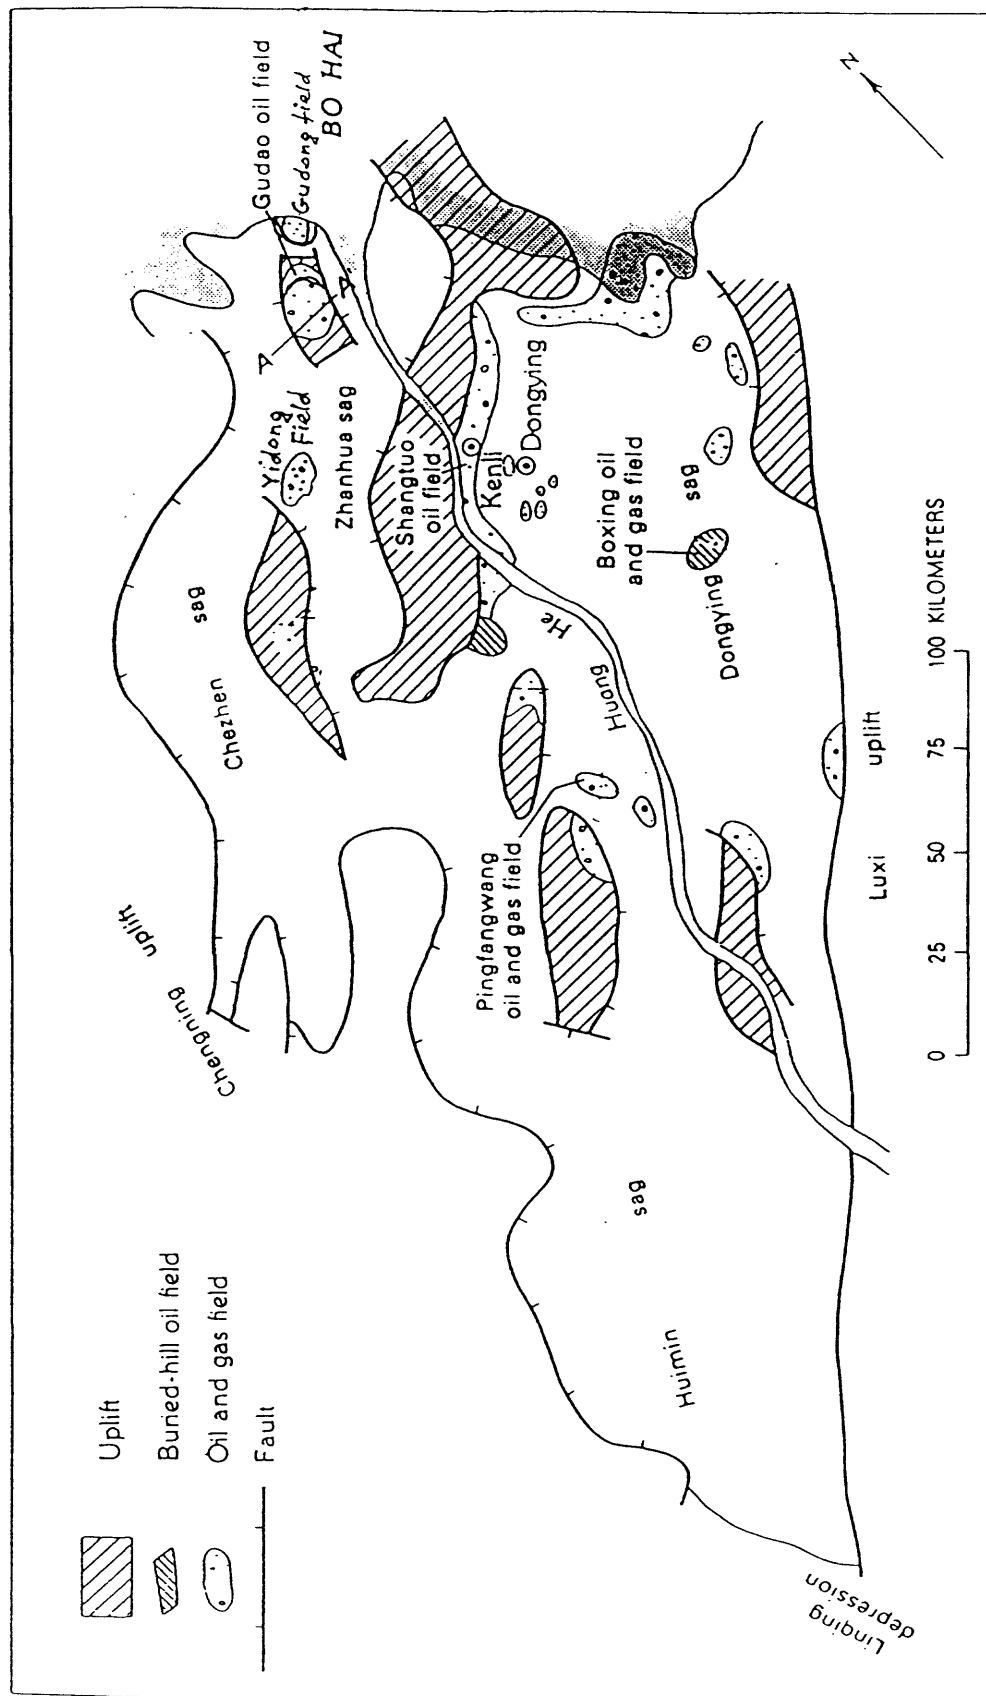 Uplift
Buried-hill oil field
Oil and gas field
Fault
Linqing
depression
Chengning
uplift
Huimin
sag
Chezhen
sag
Yidong
Field
Zhanhua sag
A
A'
Gudao oil field
Gudong field
BO HAI
Shangtuo
oil field
Kenli
Dongying
Pingfangwang
oil and gas field
Huang
He
Boxing oil
and gas field
Dongying
sag
Luxi
uplift
N
0
25
50
75
100 KILOMETERS